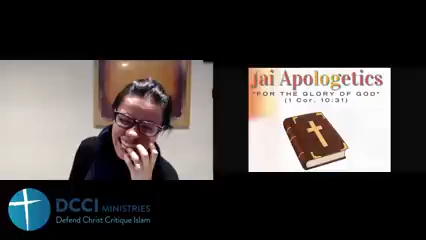 Jai Apologetics
"FOR THE GLORY OF GOD"
(1 Cor. 10:31)
DCCI MINISTRIES
Defend Christ Critique Islam